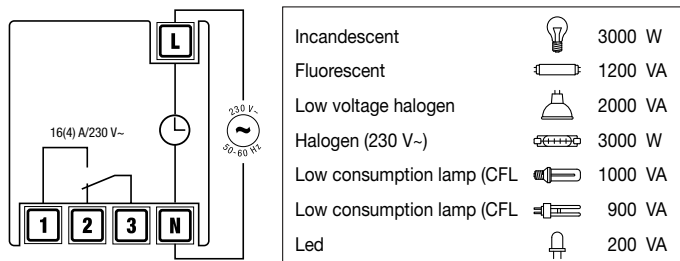 L
16(4) A/230 V~
230 V~
~
50-60 Hz
1 2 3 N
Incandescent 3000 W
Fluorescent 1200 VA
Low voltage halogen 2000 VA
Halogen (230 V~) 3000 W
Low consumption lamp (CFL 1000 VA
Low consumption lamp (CFL 900 VA
Led 200 VA